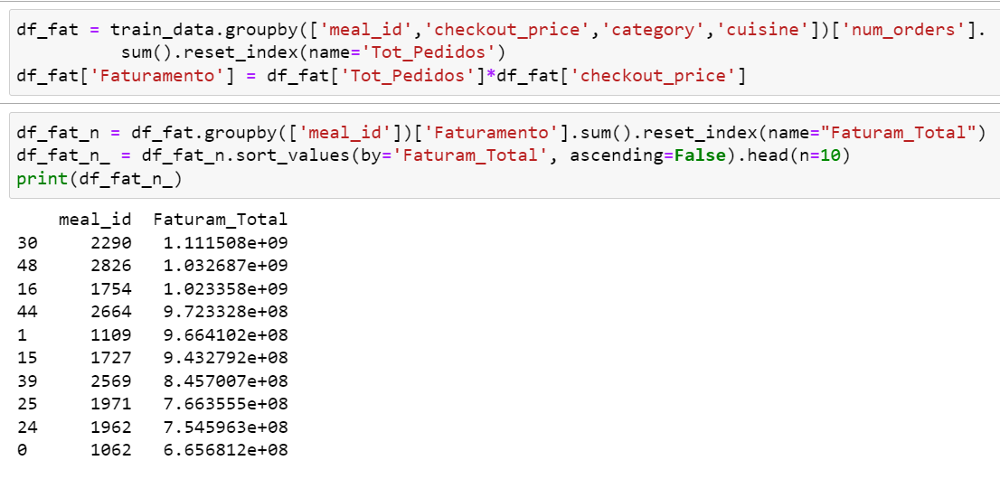 df_fat = train_data.groupby(['meal_id','checkout_price','category','cuisine'])['num_orders'].
          sum().reset_index(name='Tot_Pedidos')
df_fat['Faturamento'] = df_fat['Tot_Pedidos']*df_fat['checkout_price']
df_fat_n = df_fat.groupby(['meal_id'])['Faturamento'].sum().reset_index(name="Faturam_Total")
df_fat_n_ = df_fat_n.sort_values(by='Faturam_Total', ascending=False).head(n=10)
print(df_fat_n_)
    meal_id  Faturam_Total
30     2290   1.111508e+09
48     2826   1.032687e+09
16     1754   1.023358e+09
44     2664   9.723328e+08
1      1109   9.664102e+08
15     1727   9.432792e+08
39     2569   8.457007e+08
25     1971   7.663555e+08
24     1962   7.545963e+08
0      1062   6.656812e+08